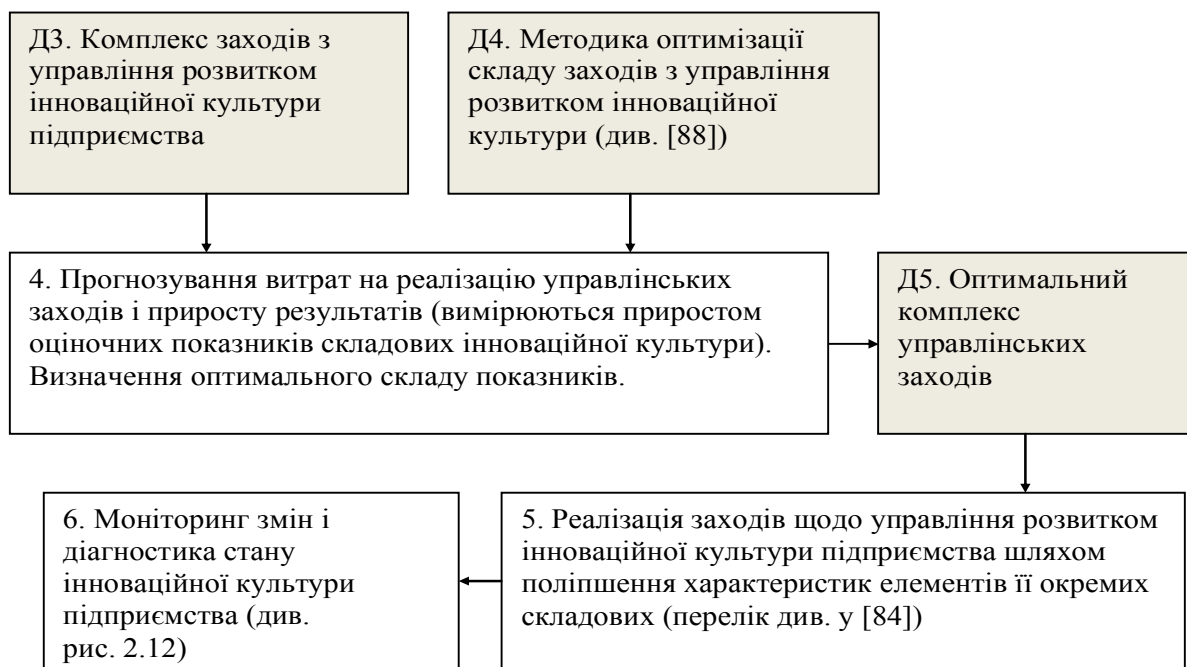 Д3. Комплекс заходів з
управління розвитком
інноваційної культури
підприємства
Д4. Методика оптимізації
складу заходів з управління
розвитком інноваційної
культури (див. [88])
4. Прогнозування витрат на реалізацію управлінських
заходів і приросту результатів (вимірюються приростом
оціночних показників складових інноваційної культури).
Визначення оптимального складу показників.
Д5. Оптимальний
комплекс
управлінських
заходів
6. Моніторинг змін і
діагностика стану
інноваційної культури
підприємства (див.
рис. 2.12)
5. Реалізація заходів щодо управління розвитком
інноваційної культури підприємства шляхом
поліпшення характеристик елементів її окремих
складових (перелік див. у [84])